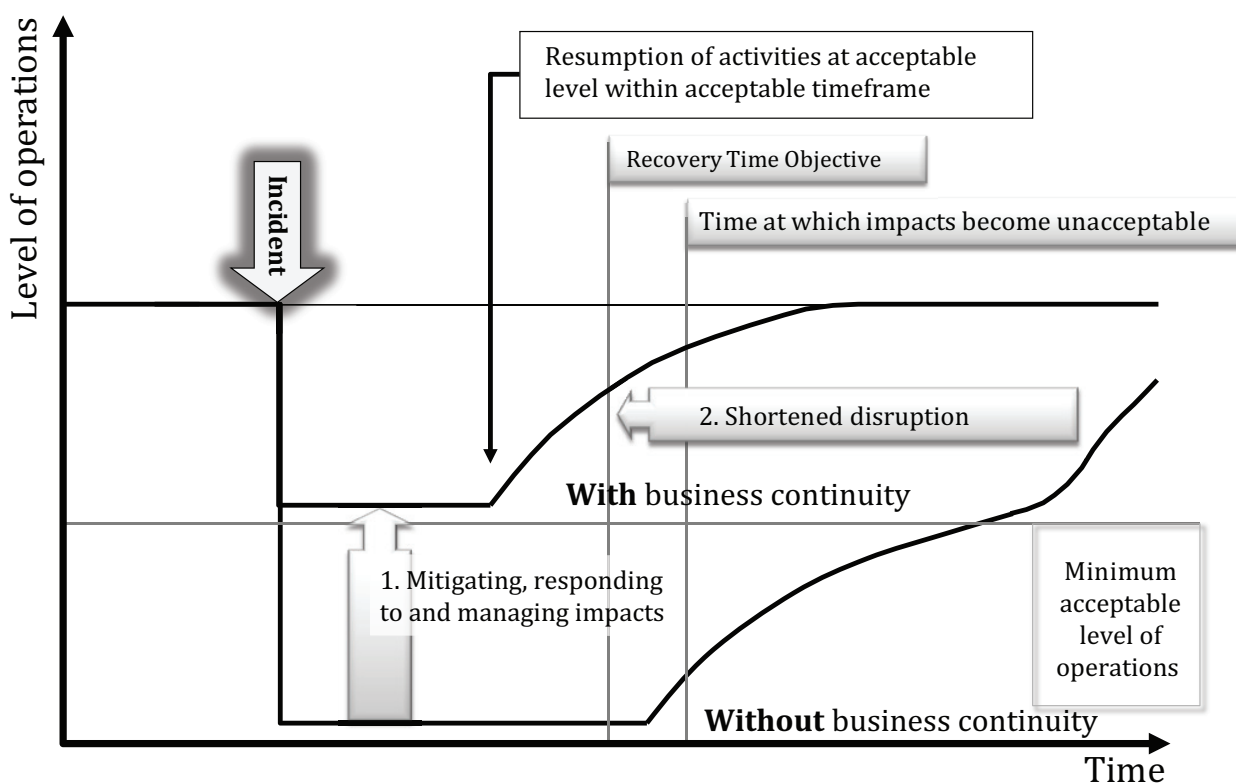 Level of operations
Resumption of activities at acceptable
level within acceptable timeframe
Recovery Time Objective
Incident
Time at which impacts become unacceptable
2. Shortened disruption
With business continuity
1. Mitigating, responding
to and managing impacts
Minimum
acceptable
level of
operations
Without business continuity
Time